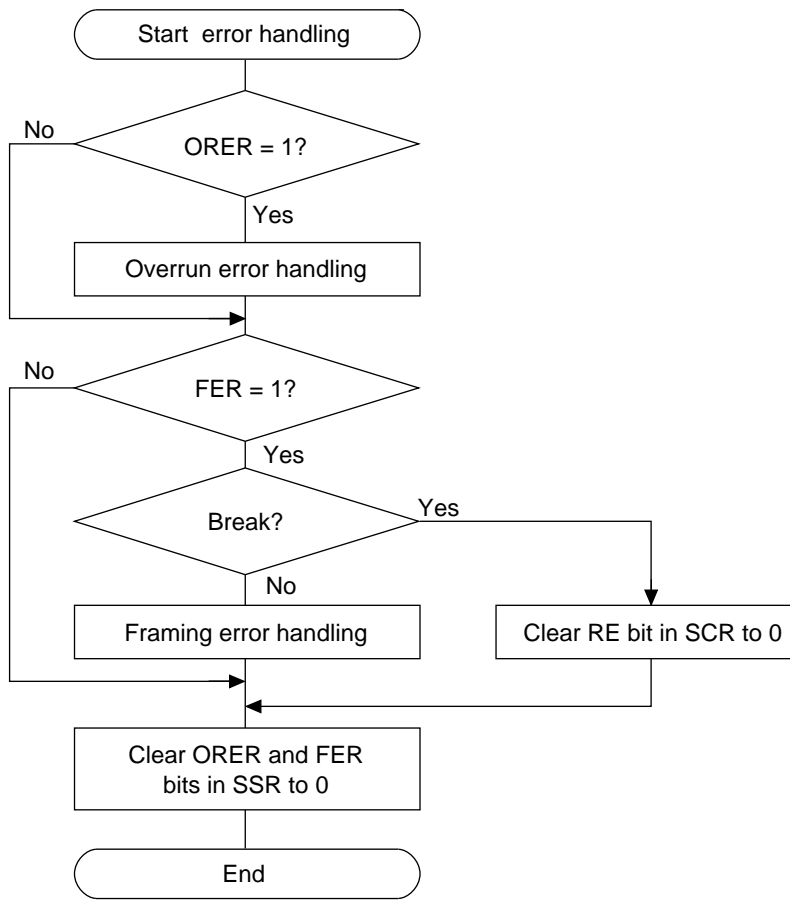 Start error handling
No
ORER = 1?
Yes
Overrun error handling
No
FER = 1?
Yes
Break?
Yes
No
Framing error handling
Clear RE bit in SCR to 0
Clear ORER and FER
bits in SSR to 0
End